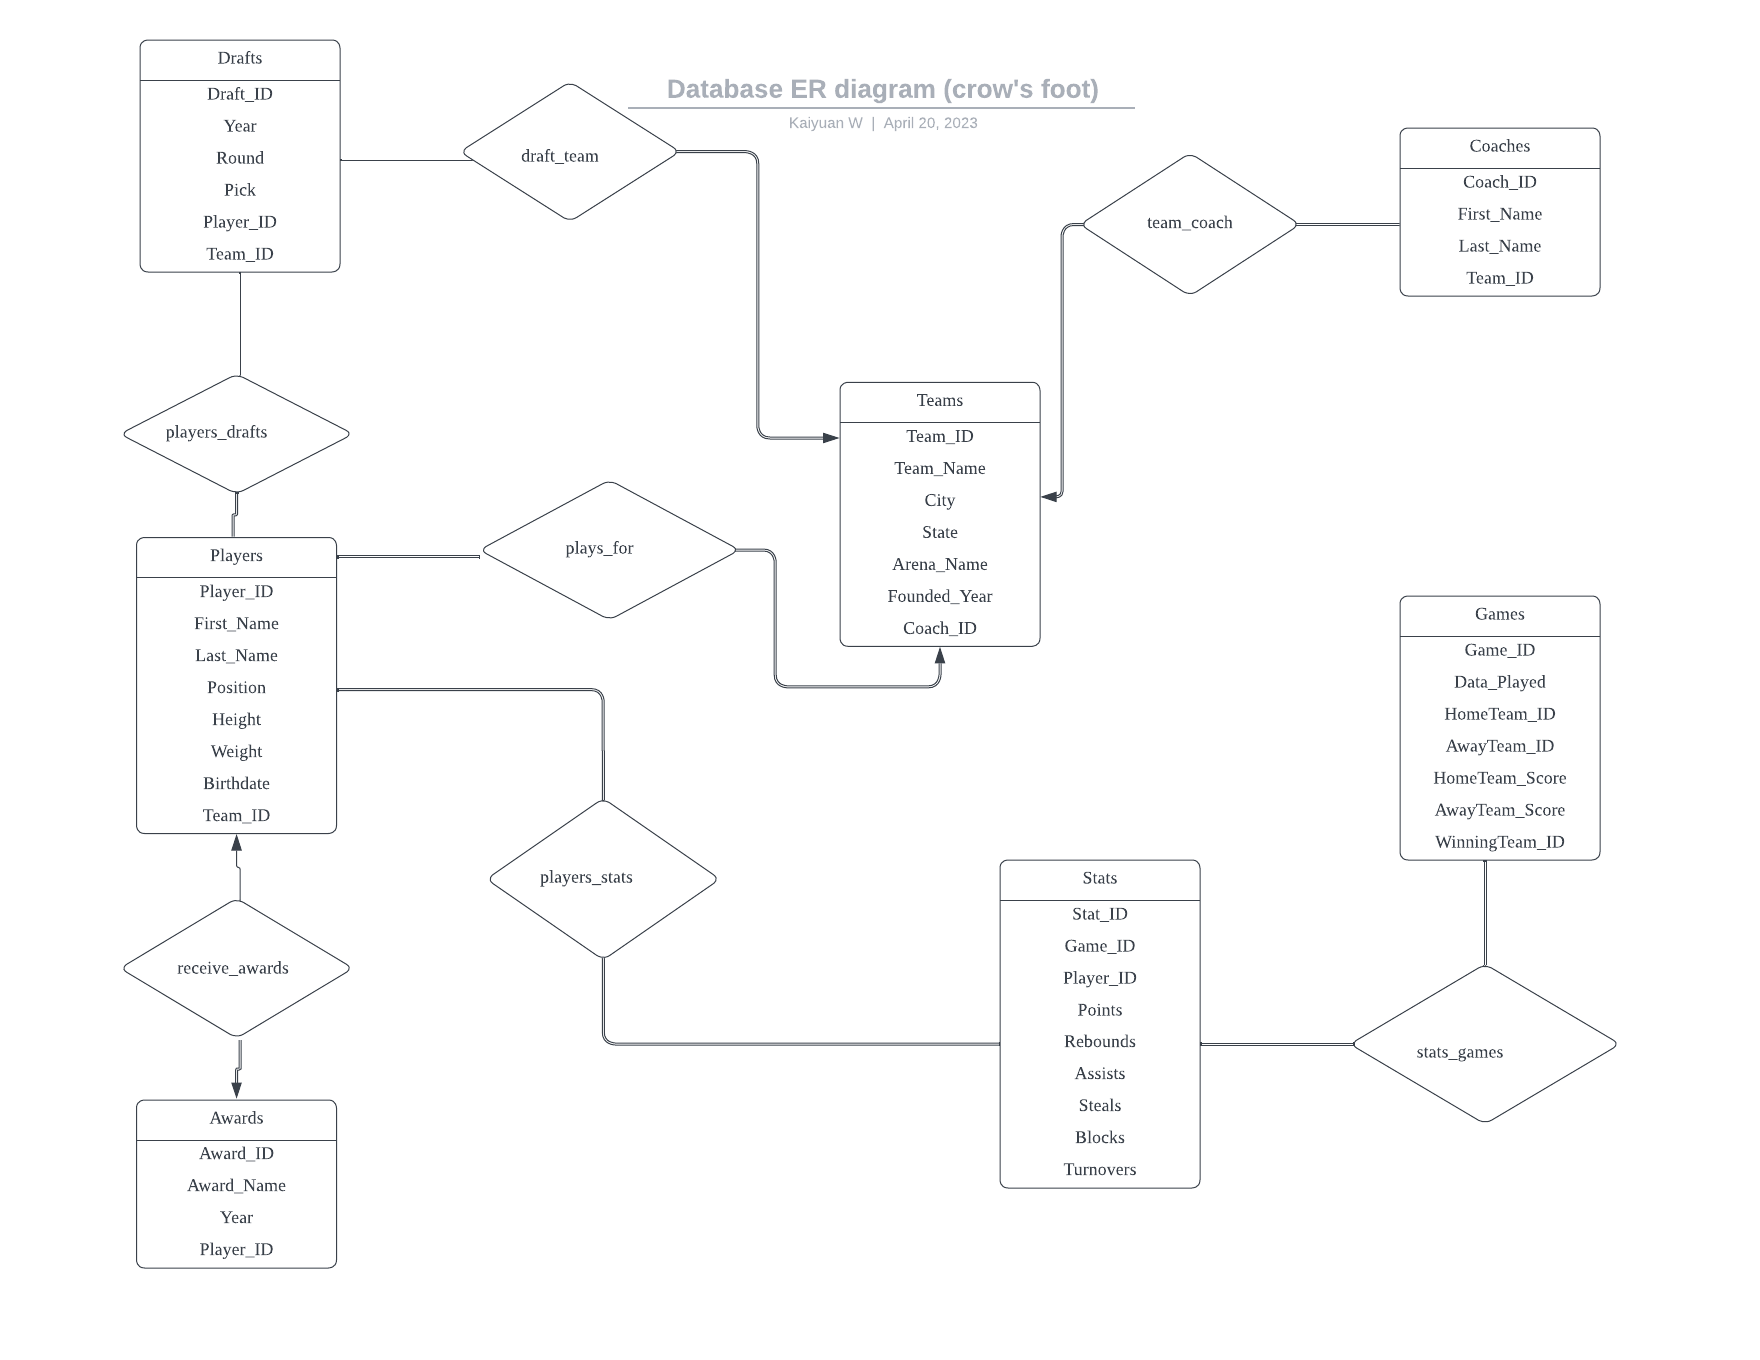 Database ER diagram (crow's foot)
Kaiyuan W | April 20, 2023
Drafts
Draft_ID
Year
Round
Pick
Player_ID
Team_ID
draft_team
team_coach
Coaches
Coach_ID
First_Name
Last_Name
Team_ID
players_drafts
Teams
Team_ID
Team_Name
City
State
Arena_Name
Founded_Year
Coach_ID
plays_for
Players
Player_ID
First_Name
Last_Name
Position
Height
Weight
Birthdate
Team_ID
Games
Game_ID
Data_Played
HomeTeam_ID
AwayTeam_ID
HomeTeam_Score
AwayTeam_Score
WinningTeam_ID
players_stats
receive_awards
Stats
Stat_ID
Game_ID
Player_ID
Points
Rebounds
Assists
Steals
Blocks
Turnovers
stats_games
Awards
Award_ID
Award_Name
Year
Player_ID